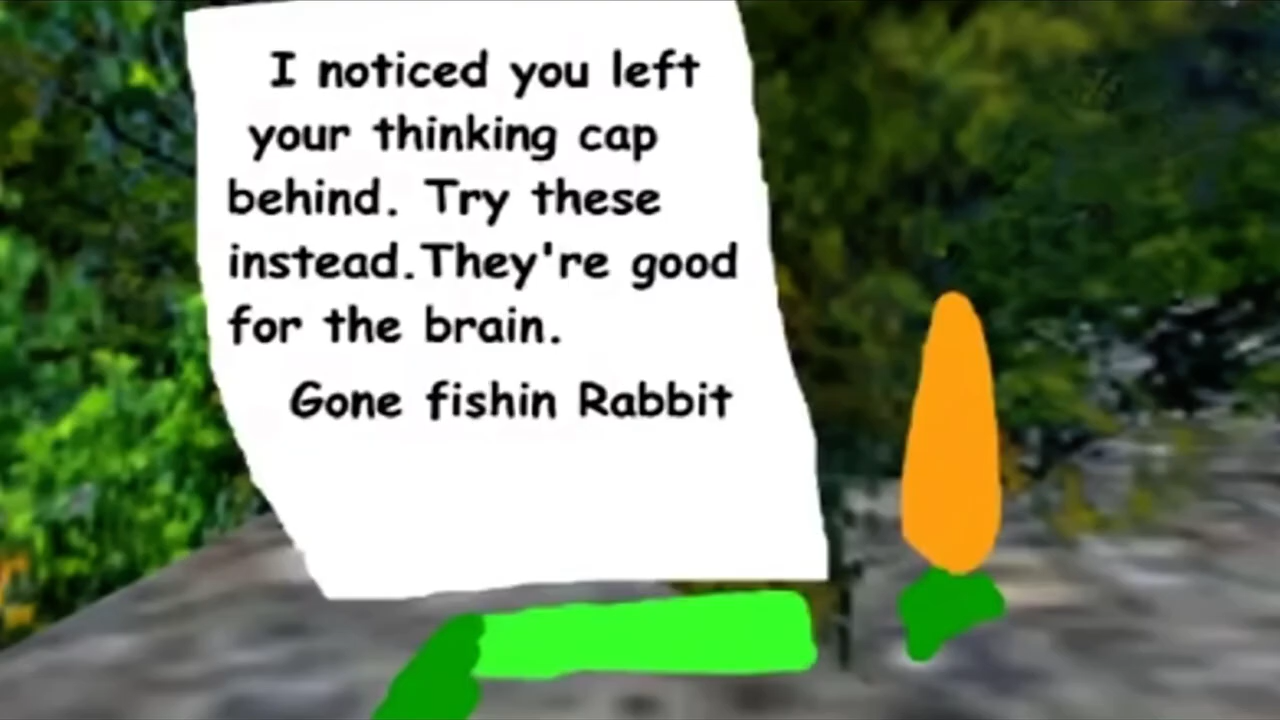 I noticed you left
your thinking cap
behind. Try these
instead.They're good
for the brain.
Gone fishin Rabbit